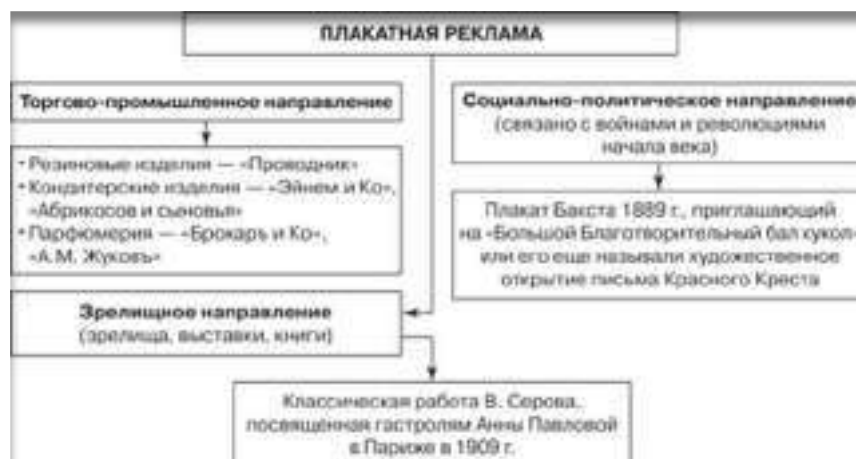 ПЛАКАТНАЯ РЕКЛАМА
Торгово-промышленное направление
• Резиновые изделия — «Проводник»
• Кондитерские изделия — «Эйнем и Ко»,
«Абрикосов и сыновья»
• Парфюмерия — «Брокаръ и Ко»,
«А.М. Жуковъ»
Социально-политическое направление
(связано с войнами и революциями
начала века)
Плакат Бакста 1889 г., приглашающий
на «Большой Благотворительный бал кукол»
или его еще называли художественное
открытие письма Красного Креста
Зрелищное направление
(зрелища, выставки, книги)
Классическая работа В. Серова,
посвященная гастролям Анны Павловой
в Париже в 1909 г.